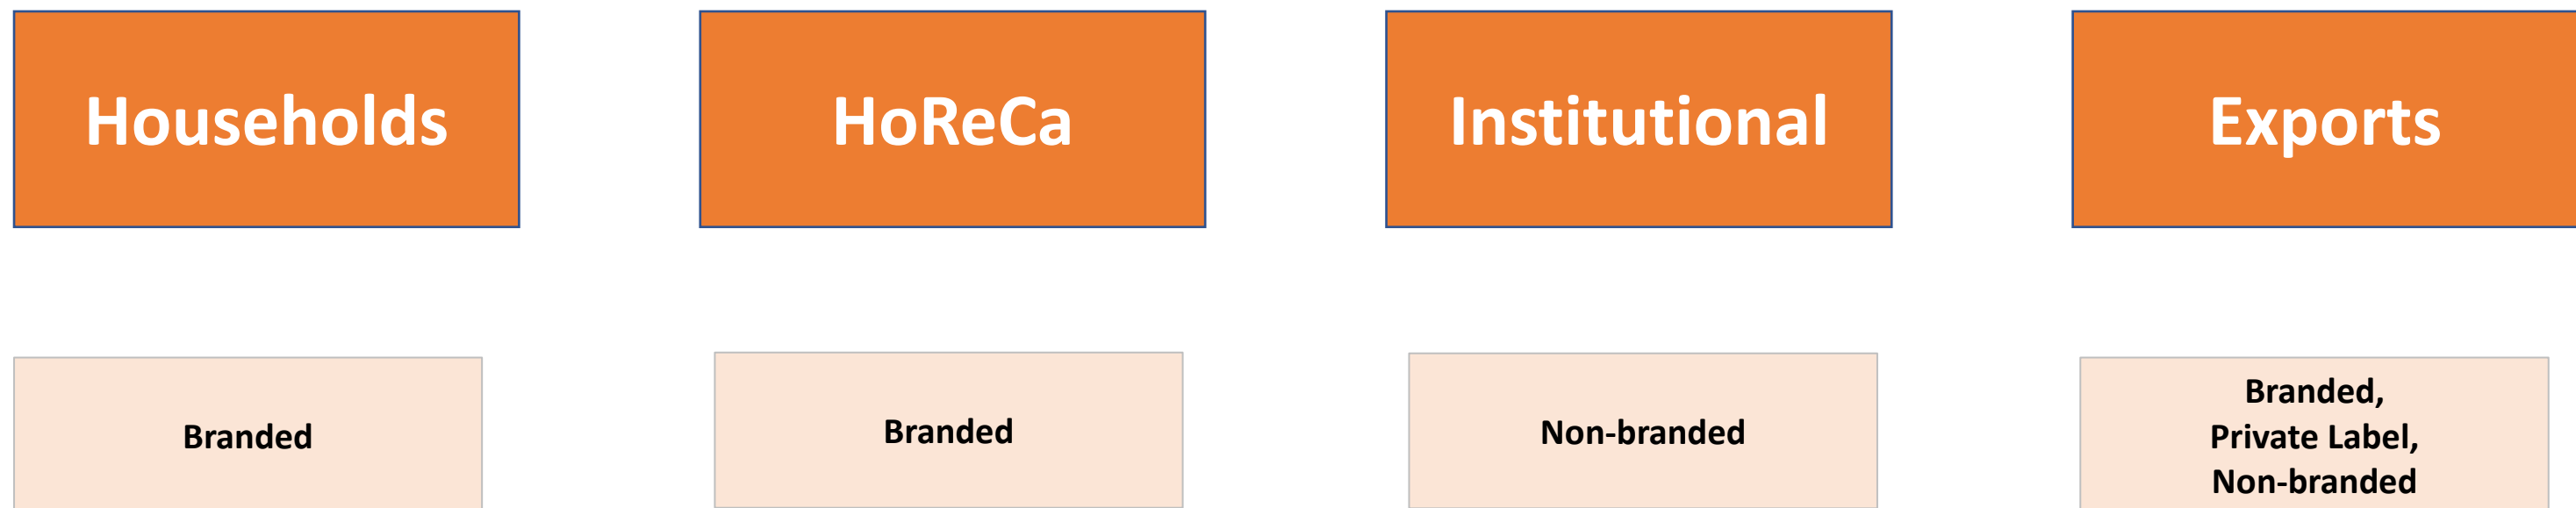 Households
HoReCa
Institutional
Exports
Branded
Branded
Non-branded
Branded,
Private Label,
Non-branded